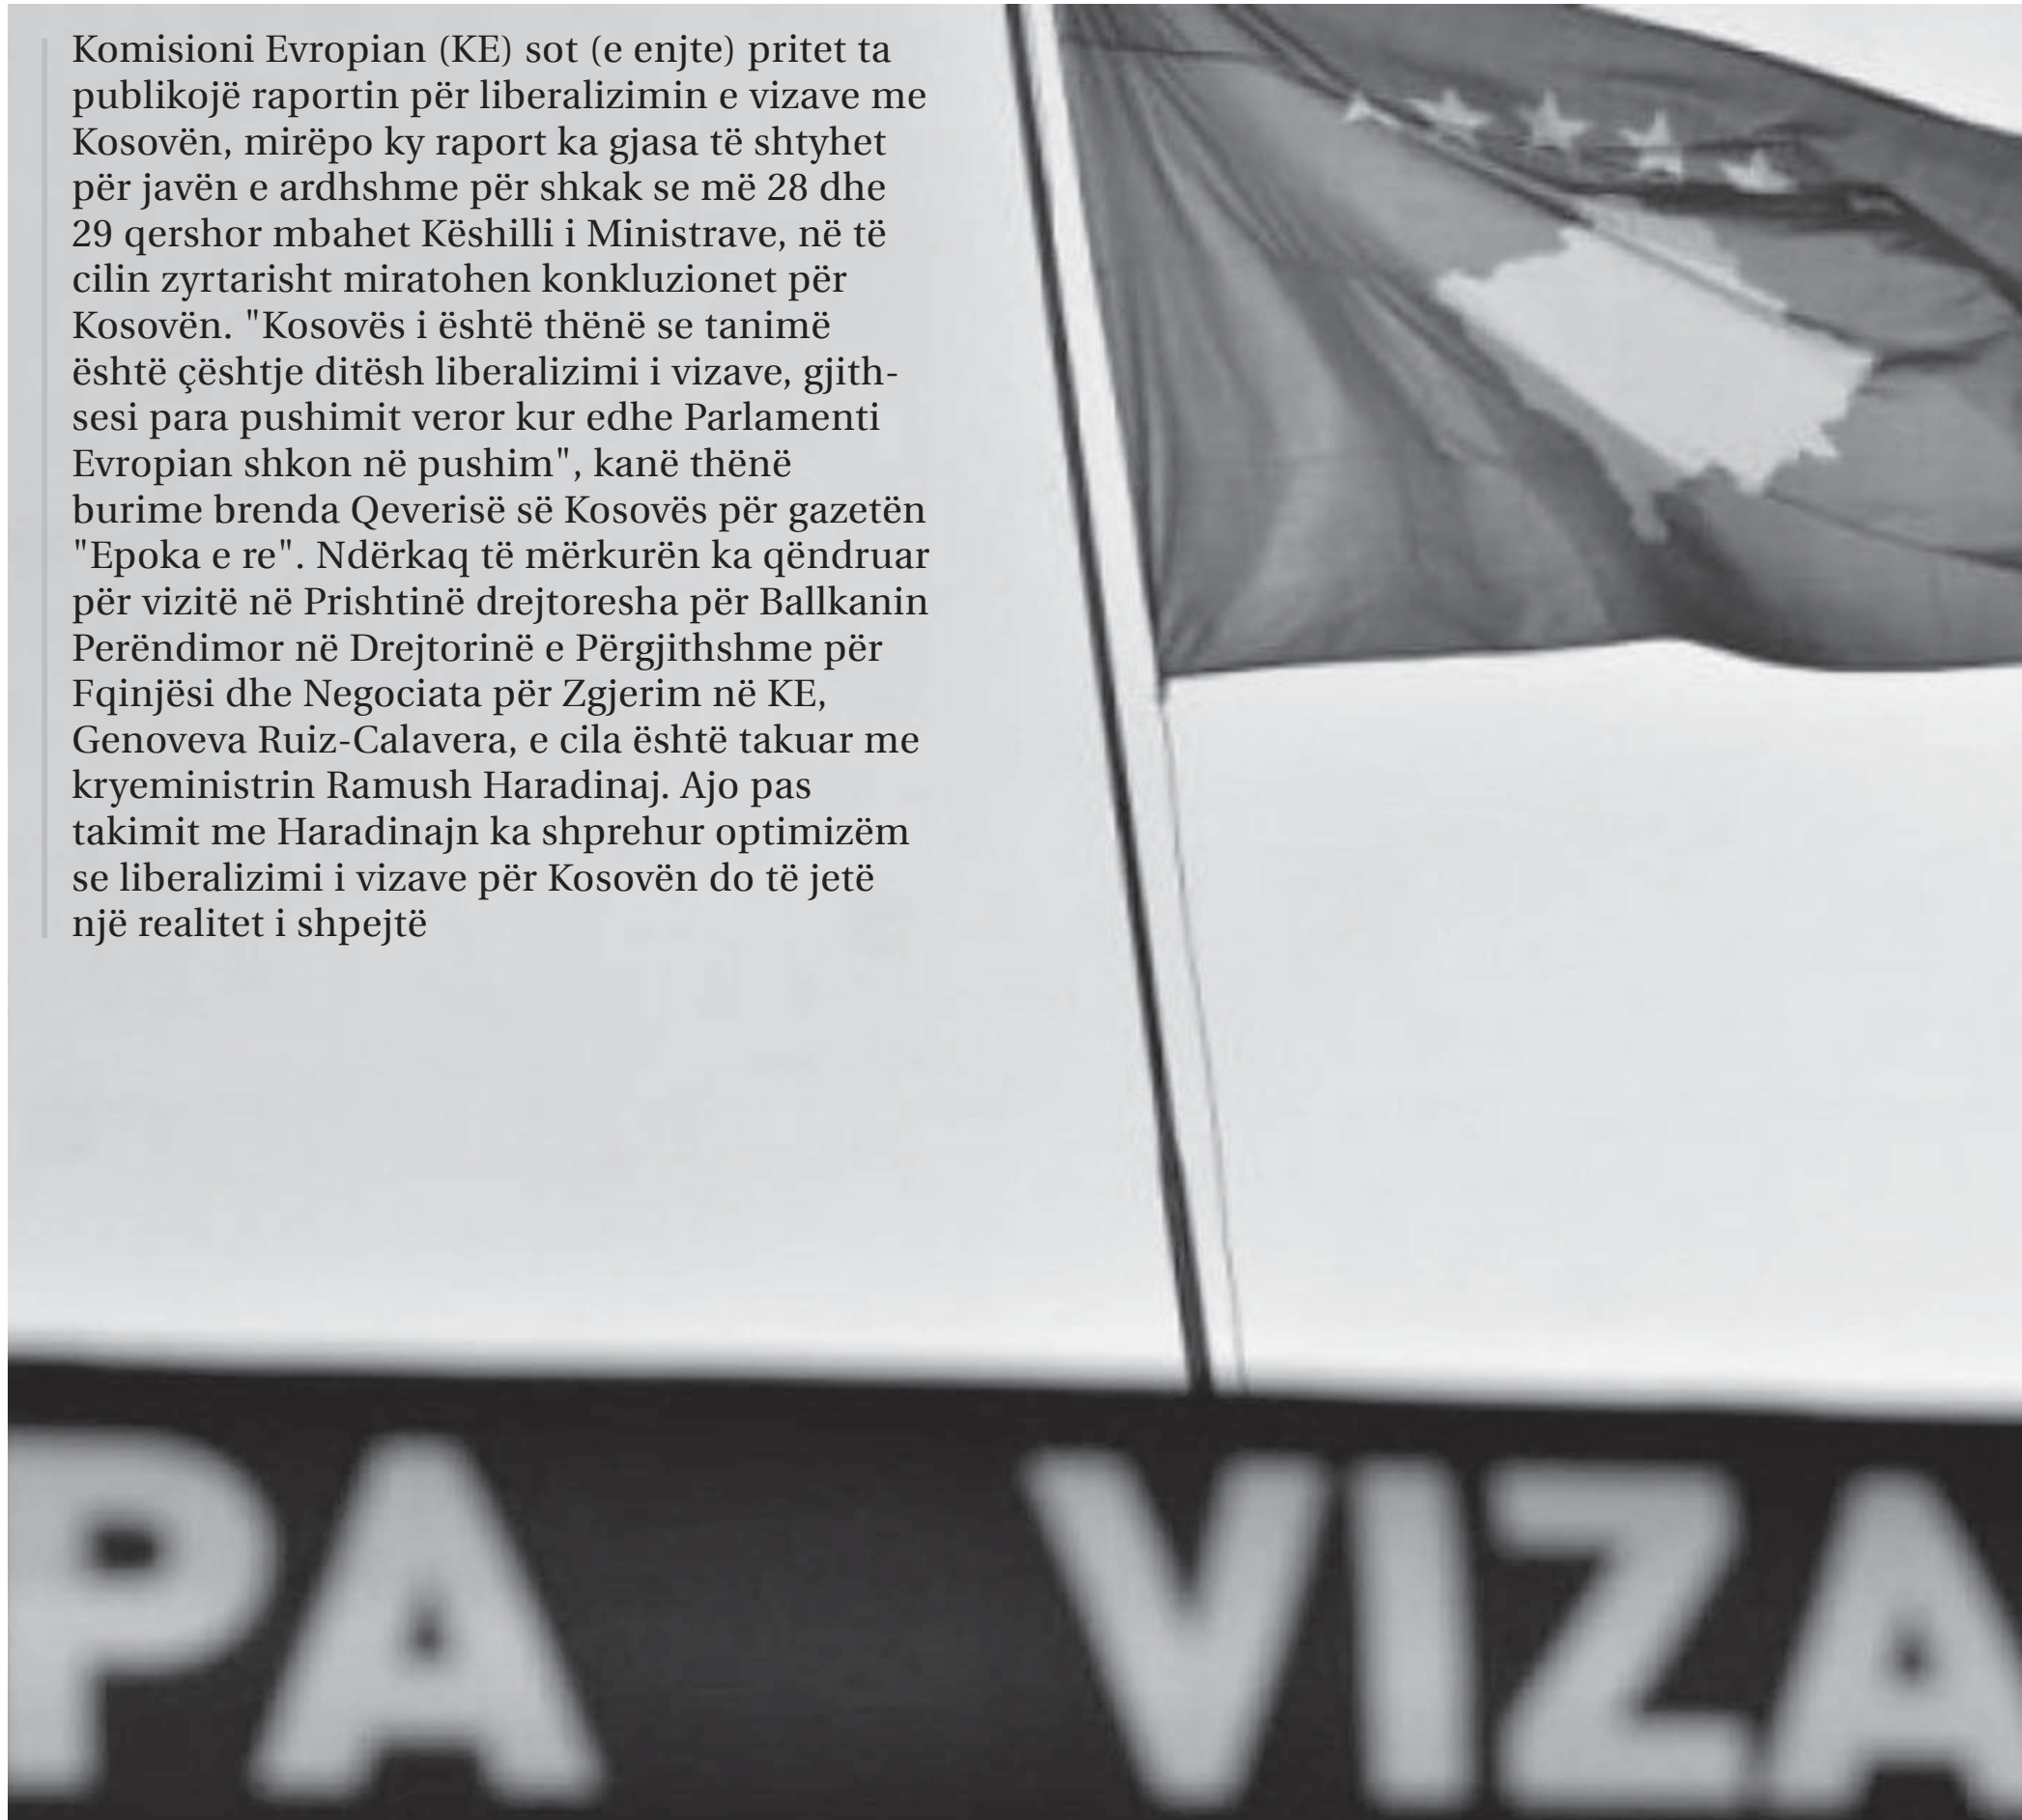 Komisioni Evropian (KE) sot (e enjte) pritet ta
publikojë raportin për liberalizimin e vizave me
Kosovën, mirëpo ky raport ka gjasa të shtyhet
për javën e ardhshme për shkak se më 28 dhe
29 qershor mbahet Këshilli i Ministrave, në të
cilin zyrtarisht miratohen konkluzionet për
Kosovën. "Kosovës i është thënë se tanimë
është çështje ditësh liberalizimi i vizave, gjith-
sesi para pushimit veror kur edhe Parlamenti
Evropian shkon në pushim", kanë thënë
burime brenda Qeverisë së Kosovës për gazetën
"Epoka e re". Ndërkaq të mërkurën ka qëndruar
për vizitë në Prishtinë drejtoresha për Ballkanin
Perëndimor në Drejtorinë e Përgjithshme për
Fqinjësi dhe Negociata për Zgjerim në KE,
Genoveva Ruiz-Calavera, e cila është takuar me
kryeministrin Ramush Haradinaj. Ajo pas
takimit me Haradinajn ka shprehur optimizëm
se liberalizimi i vizave për Kosovën do të jetë
një realitet i shpejtë
PA VIZA